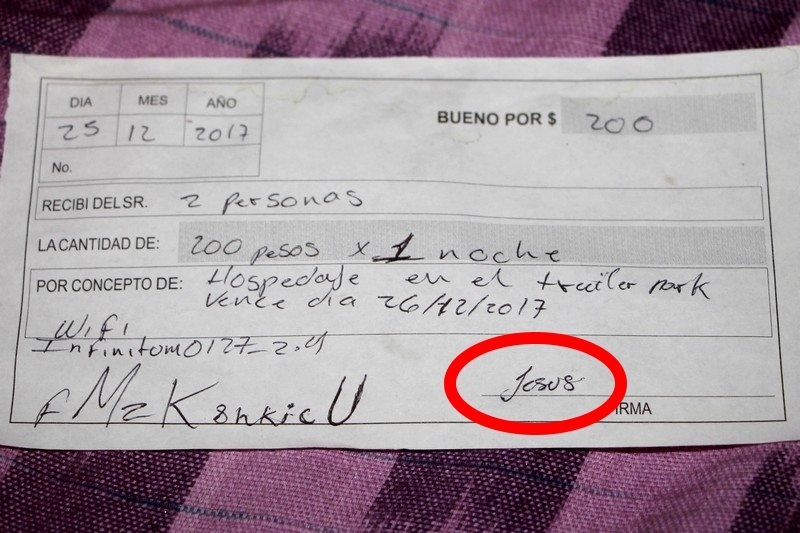 DIA MES AÑO
25 12 2017
No.
BUENO POR $ 200
RECIBI DEL SR. 2 personas
LA CANTIDAD DE: 200 pesos x 1 noche
POR CONCEPTO DE: Hospedaje en el trailer park
vence dia 26/12/2017
Wifi
Infinitum0127_2.4
Jesus
FIRMA